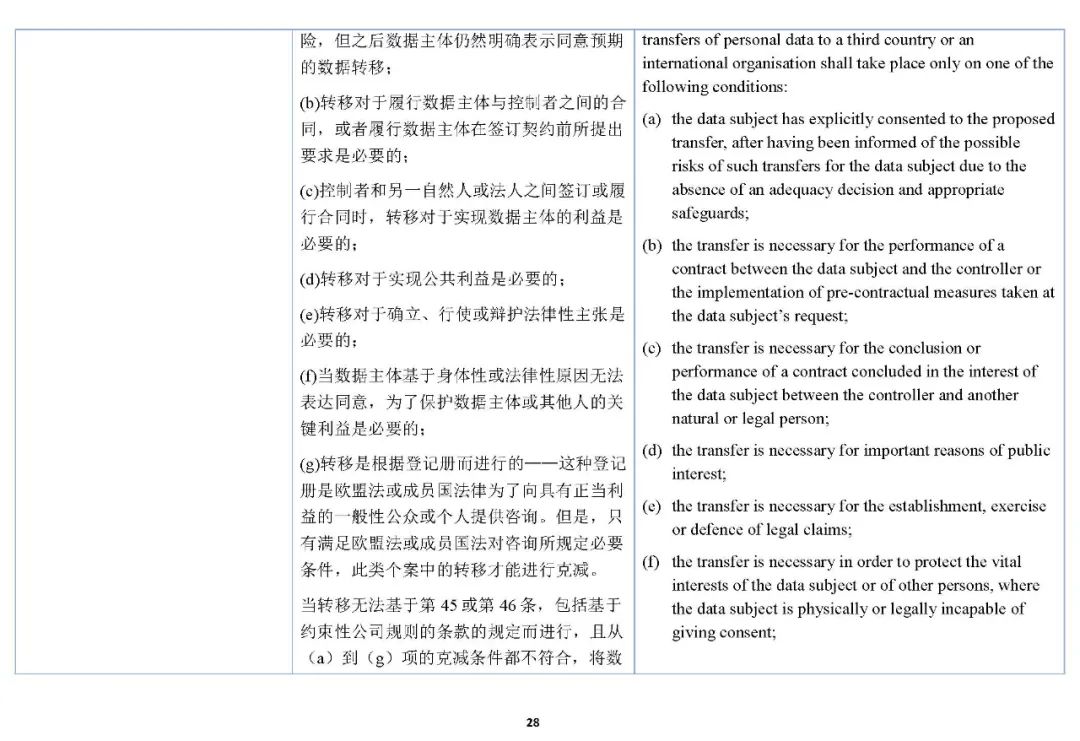 险，但之后数据主体仍然明确表示同意预期
的数据转移；
(b)转移对于履行数据主体与控制者之间的合
同，或者履行数据主体在签订契约前所提出
要求是必要的；
(c)控制者和另一自然人或法人之间签订或履
行合同时，转移对于实现数据主体的利益是
必要的；
(d)转移对于实现公共利益是必要的；
(e)转移对于确立、行使或辩护法律性主张是
必要的；
(f)当数据主体基于身体性或法律性原因无法
表达同意，为了保护数据主体或其他人的关
键利益是必要的；
(g)转移是根据登记册而进行的——这种登记
册是欧盟法或成员国法律为了向具有正当利
益的一般性公众或个人提供咨询。但是，只
有满足欧盟法或成员国法对咨询所规定必要
条件，此类个案中的转移才能进行克减。
当转移无法基于第 45 或第 46 条，包括基于
约束性公司规则的条款的规定而进行，且从
（a）到（g）项的克减条件都不符合，将数
transfers of personal data to a third country or an
international organisation shall take place only on one of the
following conditions:
(a) the data subject has explicitly consented to the proposed
transfer, after having been informed of the possible
risks of such transfers for the data subject due to the
absence of an adequacy decision and appropriate
safeguards;
(b) the transfer is necessary for the performance of a
contract between the data subject and the controller or
the implementation of pre-contractual measures taken at
the data subject's request;
(c) the transfer is necessary for the conclusion or
performance of a contract concluded in the interest of
the data subject between the controller and another
natural or legal person;
(d) the transfer is necessary for important reasons of public
interest;
(e) the transfer is necessary for the establishment, exercise
or defence of legal claims;
(f) the transfer is necessary in order to protect the vital
interests of the data subject or of other persons, where
the data subject is physically or legally incapable of
giving consent;
28